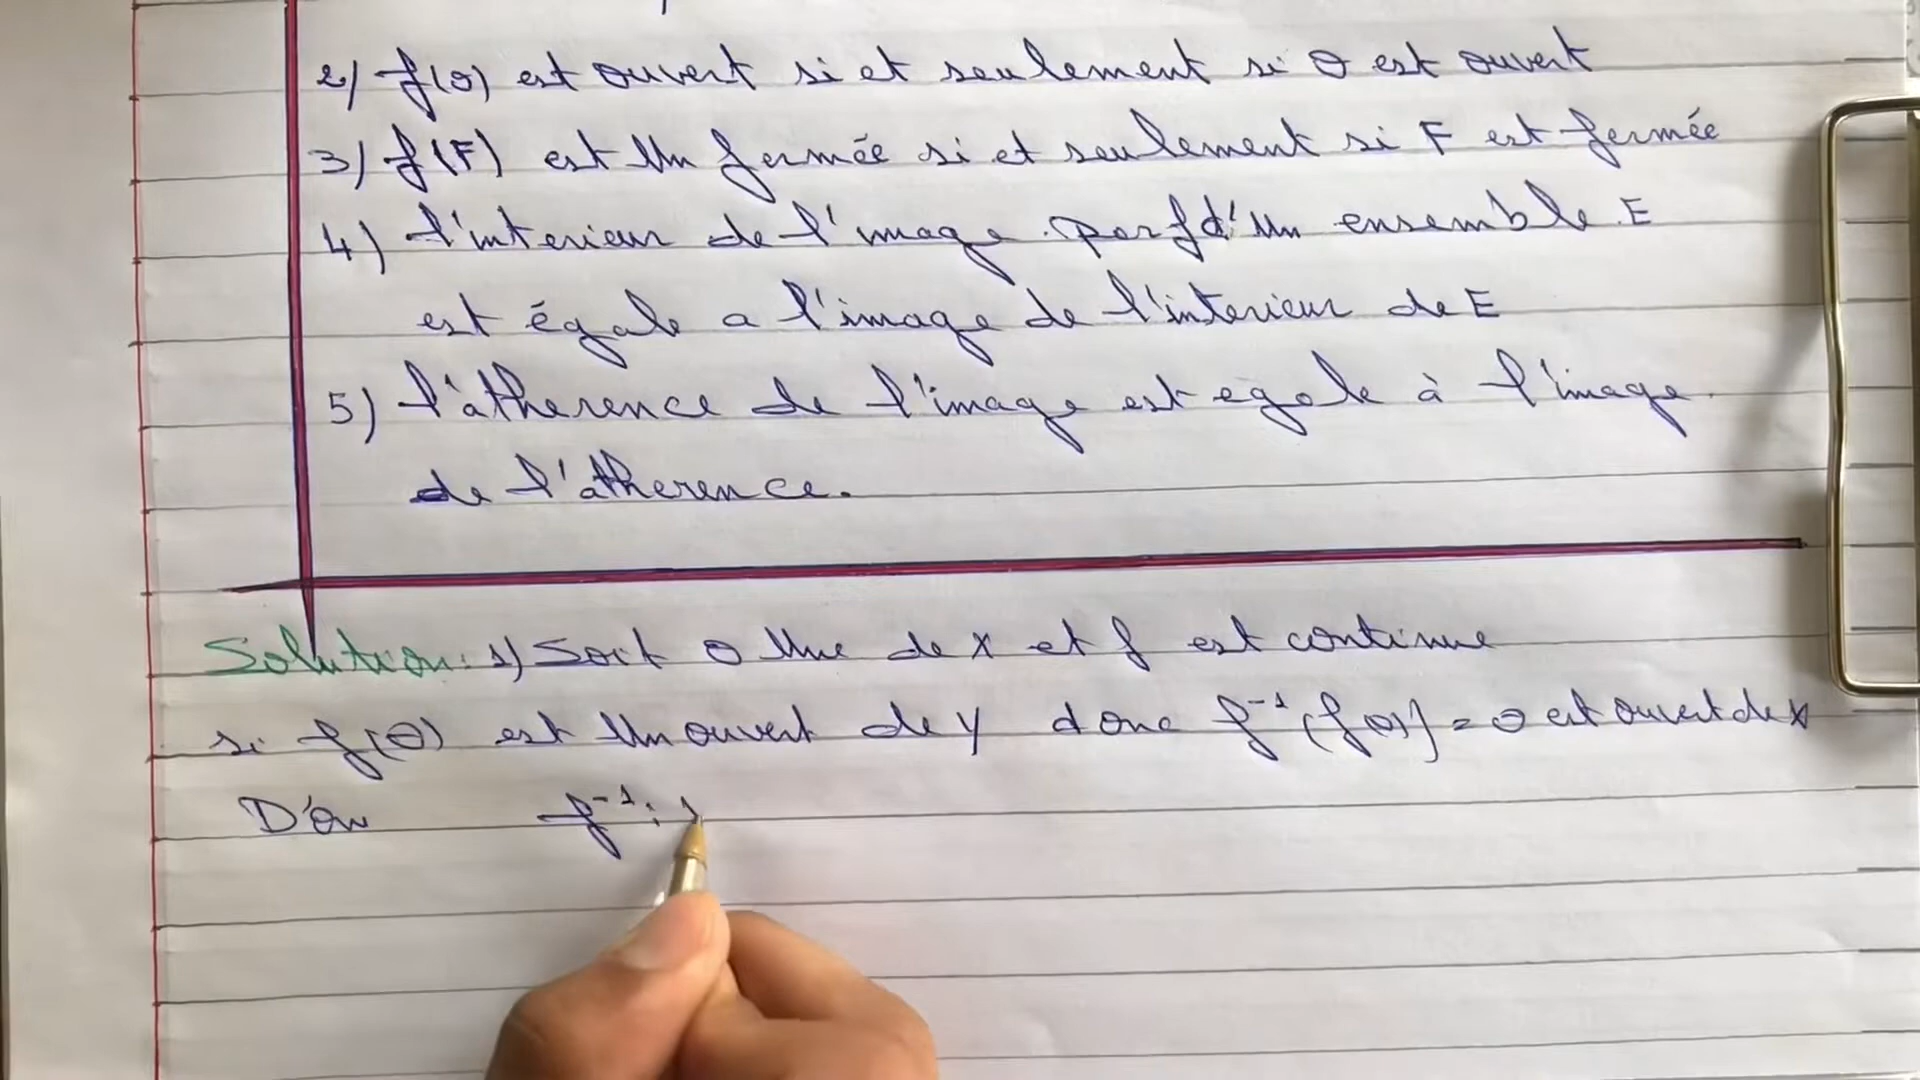 2) f(O) est ouvert si et seulement si O est ouvert
3) f(F) est un fermée si et seulement si F est fermée
4) l'interieur de l'image par f d'un ensemble E
est égale a l'image de l'interieur de E
5) l'atherence de l'image est egale à l'image
de l'atherence.
Solution: 1) Soit O de X et f est continue
si f(O) est un ouvert de Y donc f⁻¹(f(O)) = O est ouvert de X
D'ou f⁻¹: